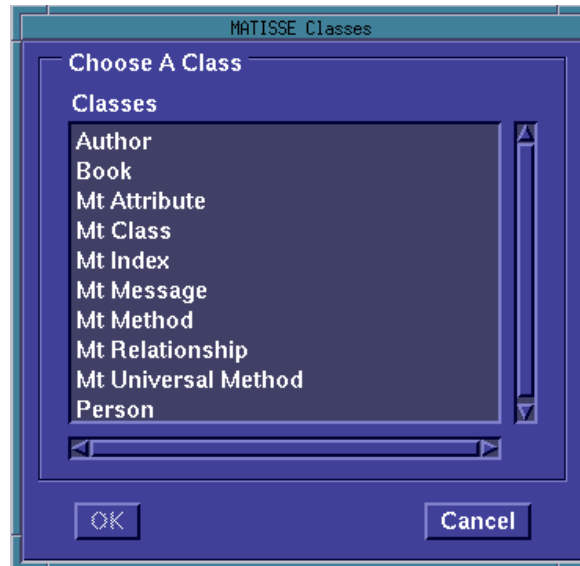 MATISSE Classes
Choose A Class
Classes
Author
Book
Mt Attribute
Mt Class
Mt Index
Mt Message
Mt Method
Mt Relationship
Mt Universal Method
Person
OK Cancel